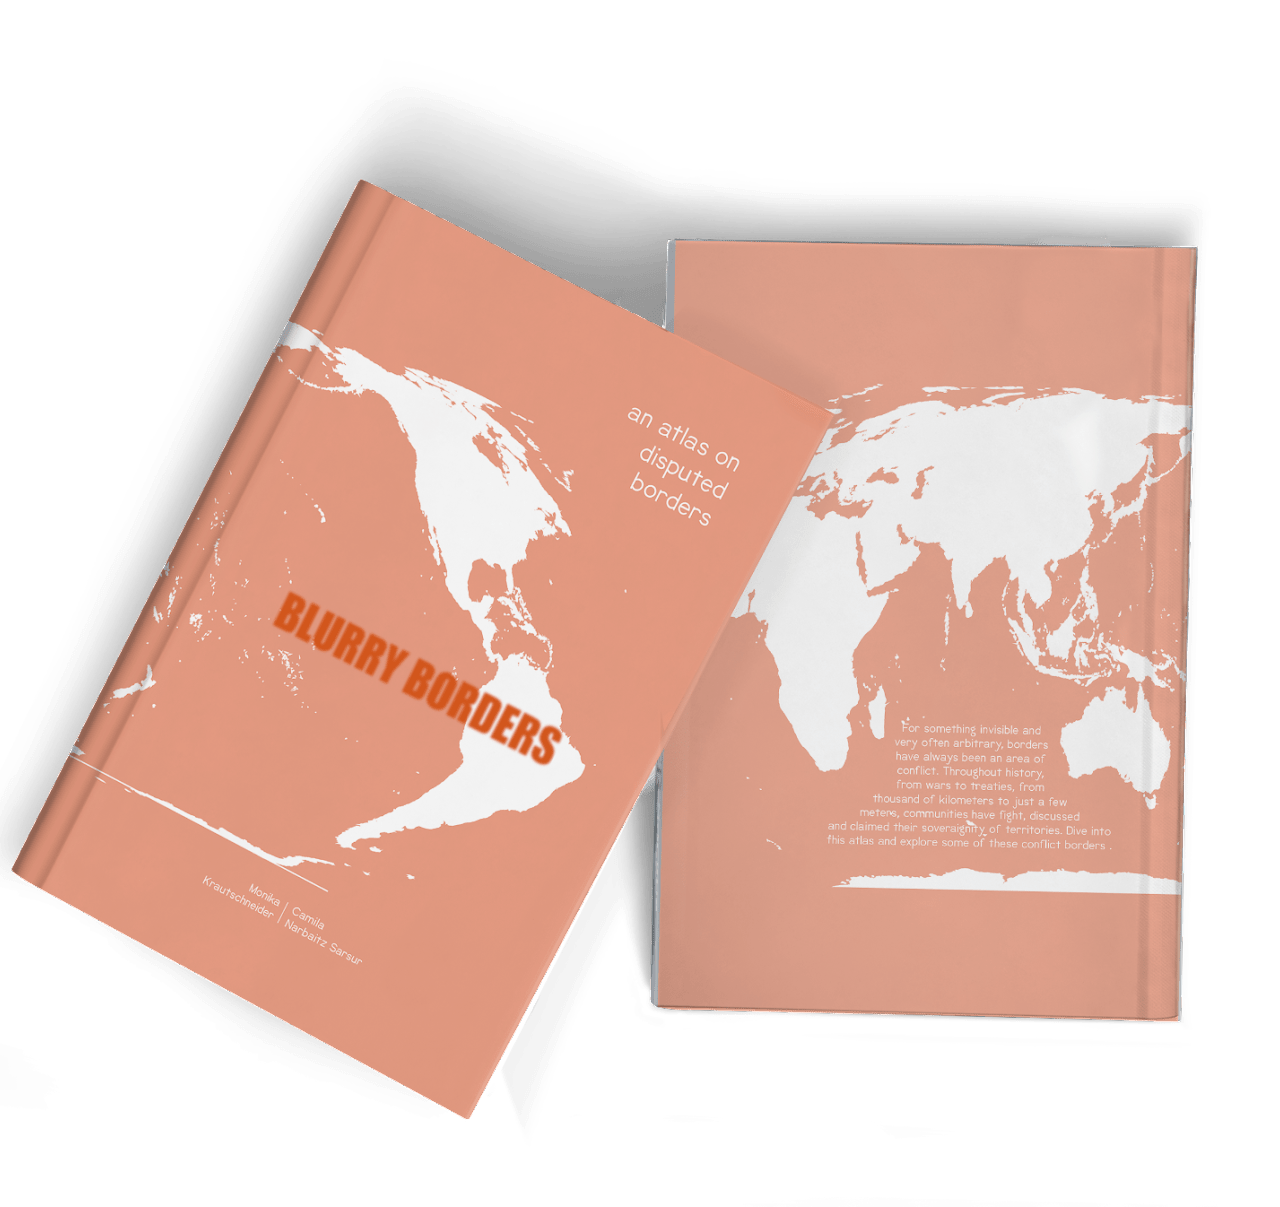 an atlas on
disputed
borders
BLURRY BORDERS
Monika | Camila
Krautschneider | Narbaitz Sarsur
For something invisible and
very often arbitrary, borders
have always been an area of
conflict. Throughout history,
from wars to treaties, from
thousand of kilometers to just a few
meters, communities have fight, discussed
and claimed their soveraignity of territories. Dive into
this atlas and explore some of these conflict borders .